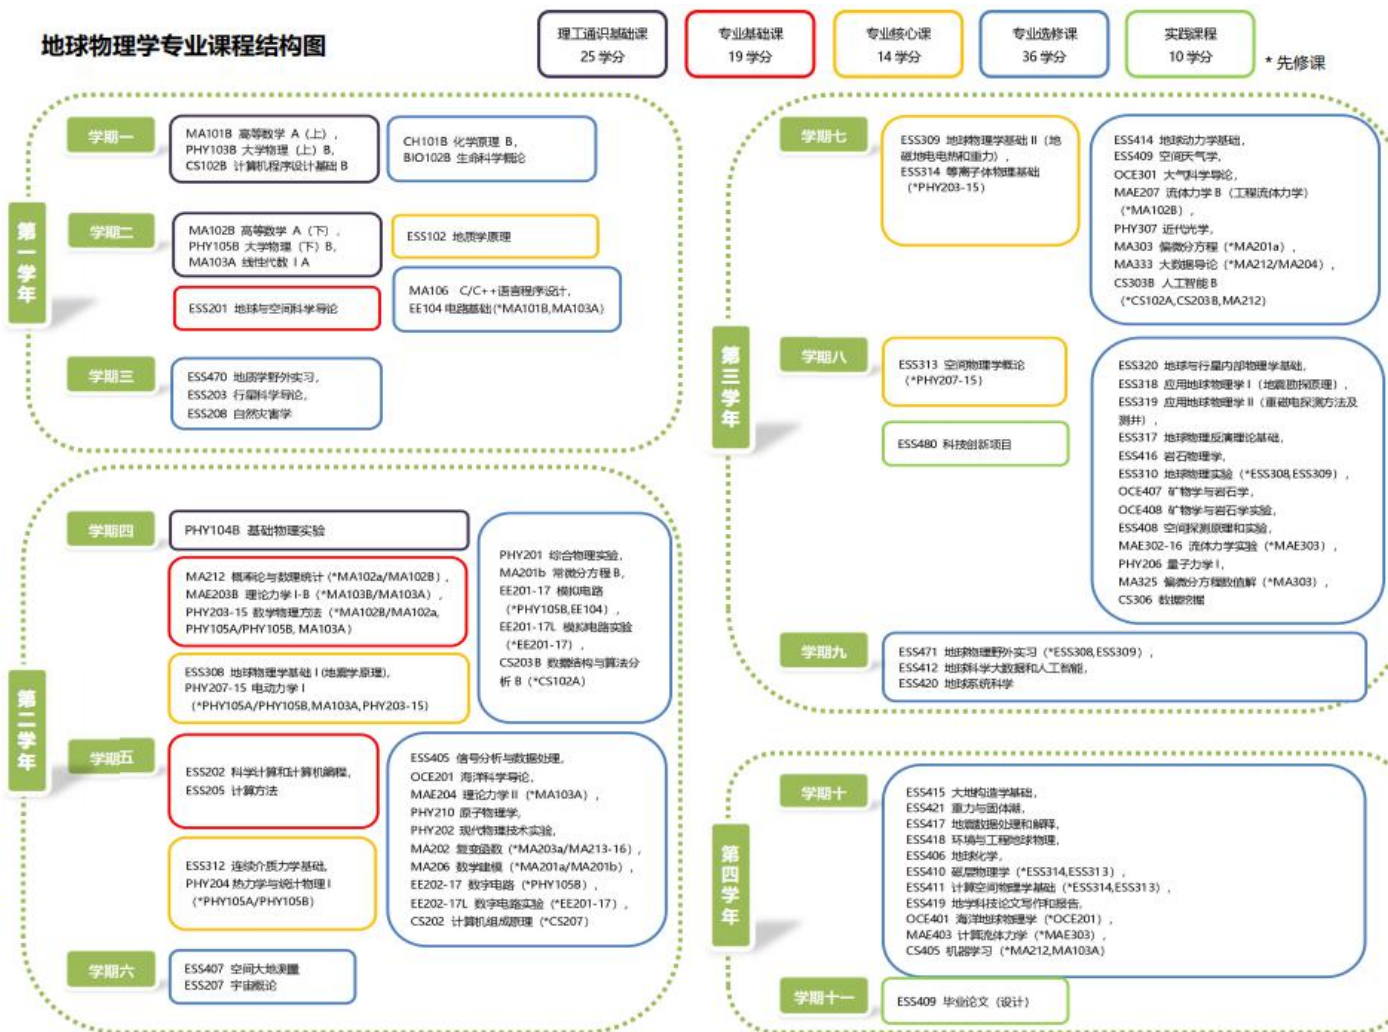 地球物理学专业课程结构图
理工通识基础课
25 学分
专业基础课
19 学分
专业核心课
14 学分
专业选修课
36 学分
实践课程
10 学分
* 先修课
第一学年
学期一
MA101B 高等数学 A（上），
PHY103B 大学物理（上）B,
CS102B 计算机程序设计基础 B
CH101B 化学原理 B,
BIO102B 生命科学概论
学期二
MA102B 高等数学 A（下），
PHY105B 大学物理（下）B,
MA103A 线性代数 I A
ESS102 地质学原理
ESS201 地球与空间科学导论
MA106 C/C++语言程序设计,
EE104 电路基础(*MA101B,MA103A)
学期三
ESS470 地质学野外实习,
ESS203 行星科学导论,
ESS208 自然灾害学
第二学年
学期四
PHY104B 基础物理实验
MA212 概率论与数理统计 (*MA102a/MA102B)，
MAE203B 理论力学 I-B（*MA103B/MA103A），
PHY203-15 数学物理方法（*MA102B/MA102a,
PHY105A/PHY105B, MA103A）
ESS308 地球物理学基础 I (地震学原理),
PHY207-15 电动力学 I
（*PHY105A/PHY105B,MA103A,PHY203-15）
PHY201 综合物理实验,
MA201b 常微分方程 B,
EE201-17 模拟电路
（*PHY105B,EE104），
EE201-17L 模拟电路实验
（*EE201-17），
CS203B 数据结构与算法分
析 B（*CS102A）
学期五
ESS202 科学计算和计算机编程,
ESS205 计算方法
ESS312 连续介质力学基础,
PHY204 热力学与统计物理 I
（*PHY105A/PHY105B）
ESS405 信号分析与数据处理,
OCE201 海洋科学导论,
MAE204 理论力学 II（*MA103A），
PHY210 原子物理学,
PHY202 现代物理技术实验,
MA202 复变函数（*MA203a/MA213-16），
MA206 数学建模（*MA201a/MA201b），
EE202-17 数字电路（*PHY105B），
EE202-17L 数字电路实验（*EE201-17），
CS202 计算机组成原理（*CS207）
学期六
ESS407 空间大地测量
ESS207 宇宙概论
第三学年
学期七
ESS309 地球物理学基础 II（地
磁地电电热和重力），
ESS314 等离子体物理基础
（*PHY203-15）
ESS414 地球动力学基础,
ESS409 空间天气学,
OCE301 大气科学导论,
MAE207 流体力学 B（工程流体力学）
（*MA102B），
PHY307 近代光学,
MA303 偏微分方程（*MA201a），
MA333 大数据导论（*MA212/MA204），
CS303B 人工智能 B
（*CS102A,CS203B,MA212）
学期八
ESS313 空间物理学概论
（*PHY207-15）
ESS480 科技创新项目
ESS320 地球与行星内部物理学基础,
ESS318 应用地球物理学 I（地震勘探原理），
ESS319 应用地球物理学 II（重磁电探测方法及
测井），
ESS317 地球物理反演理论基础,
ESS416 岩石物理学,
ESS310 地球物理实验（*ESS308,ESS309），
OCE407 矿物学与岩石学,
OCE408 矿物学与岩石学实验,
ESS408 空间探测原理和实验,
MAE302-16 流体力学实验（*MAE303），
PHY206 量子力学 I,
MA325 偏微分方程数值解（*MA303），
CS306 数据挖掘
学期九
ESS471 地球物理野外实习（*ESS308,ESS309），
ESS412 地球科学大数据和人工智能,
ESS420 地球系统科学
第四学年
学期十
ESS415 大地构造学基础,
ESS421 重力与固体潮,
ESS417 地震数据处理和解释,
ESS418 环境与工程地球物理,
ESS406 地球化学,
ESS410 磁层物理学（*ESS314,ESS313），
ESS411 计算空间物理学基础（*ESS314,ESS313），
ESS419 地学科技论文写作和报告,
OCE401 海洋地球物理学（*OCE201），
MAE403 计算流体力学（*MAE303），
CS405 机器学习（*MA212,MA103A）
学期十一
ESS409 毕业论文（设计）